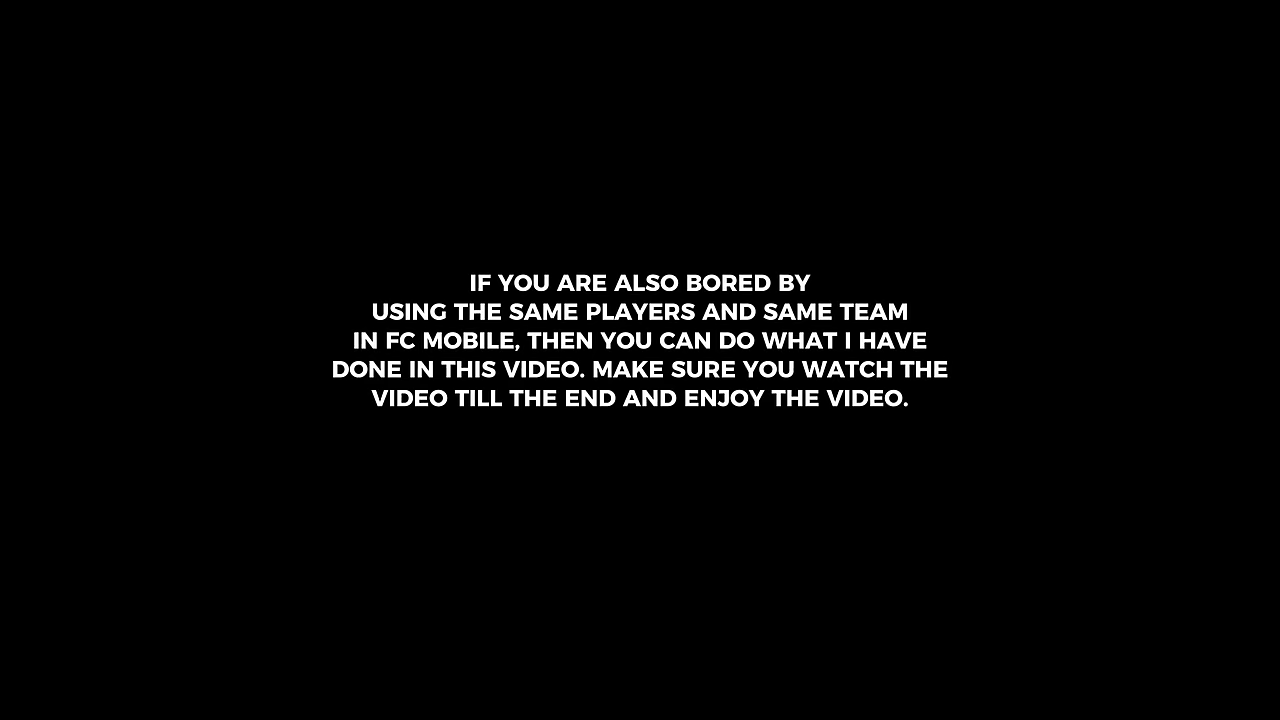 IF YOU ARE ALSO BORED BY
USING THE SAME PLAYERS AND SAME TEAM
IN FC MOBILE, THEN YOU CAN DO WHAT I HAVE
DONE IN THIS VIDEO. MAKE SURE YOU WATCH THE
VIDEO TILL THE END AND ENJOY THE VIDEO.